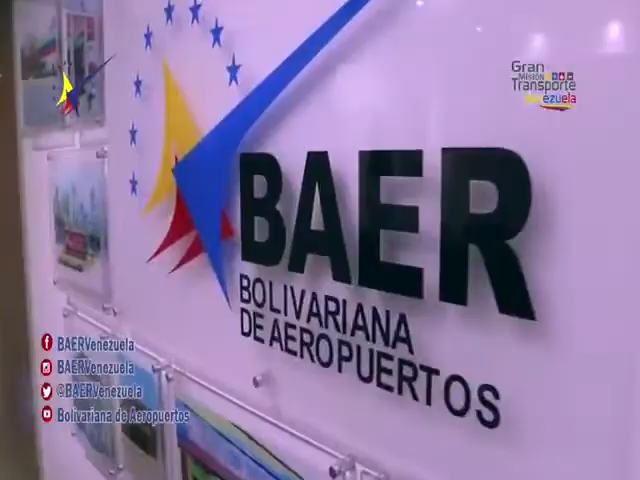 Gran
Misión
Transporte
Venezuela
BAER
BOLIVARIANA
DE AEROPUERTOS
BAERVenezuela
BAERVenezuela
@BAERVenezuela
Bolivariana de Aeropuertos